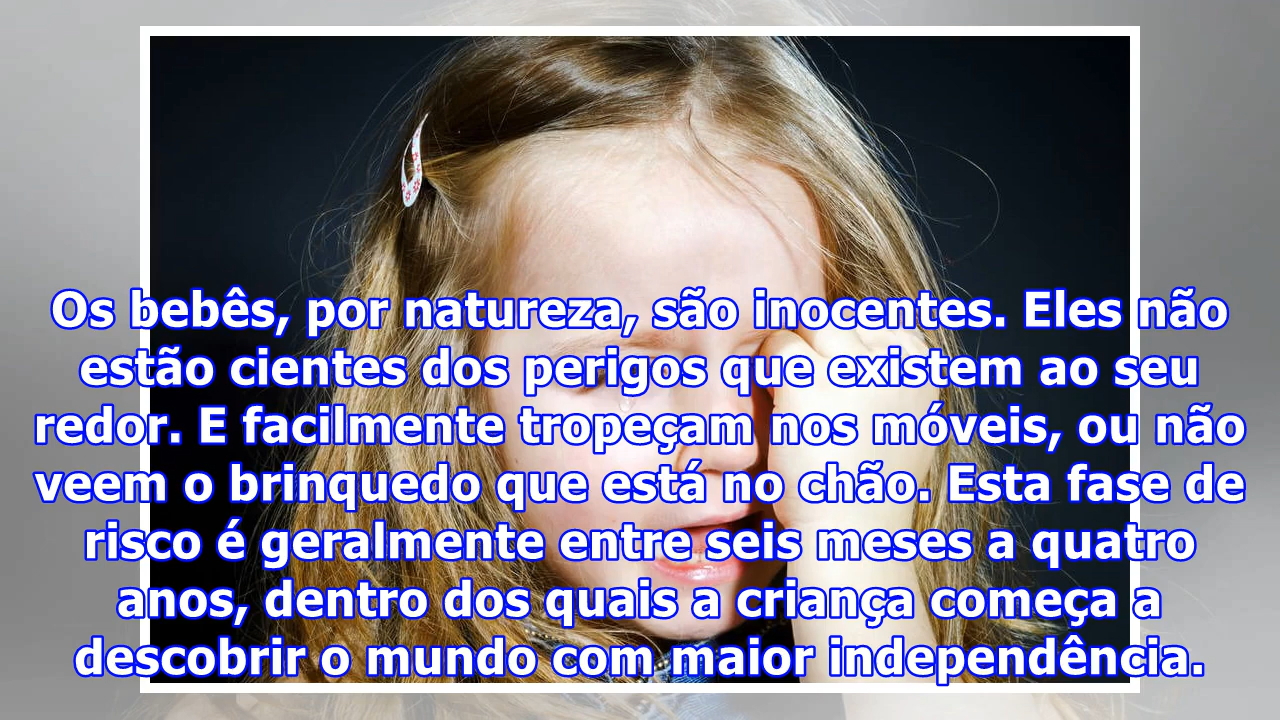 Os bebês, por natureza, são inocentes. Eles não
estão cientes dos perigos que existem ao seu
redor. E facilmente tropeçam nos móveis, ou não
veem o brinquedo que está no chão. Esta fase de
risco é geralmente entre seis meses a quatro
anos, dentro dos quais a criança começa a
descobrir o mundo com maior independência.